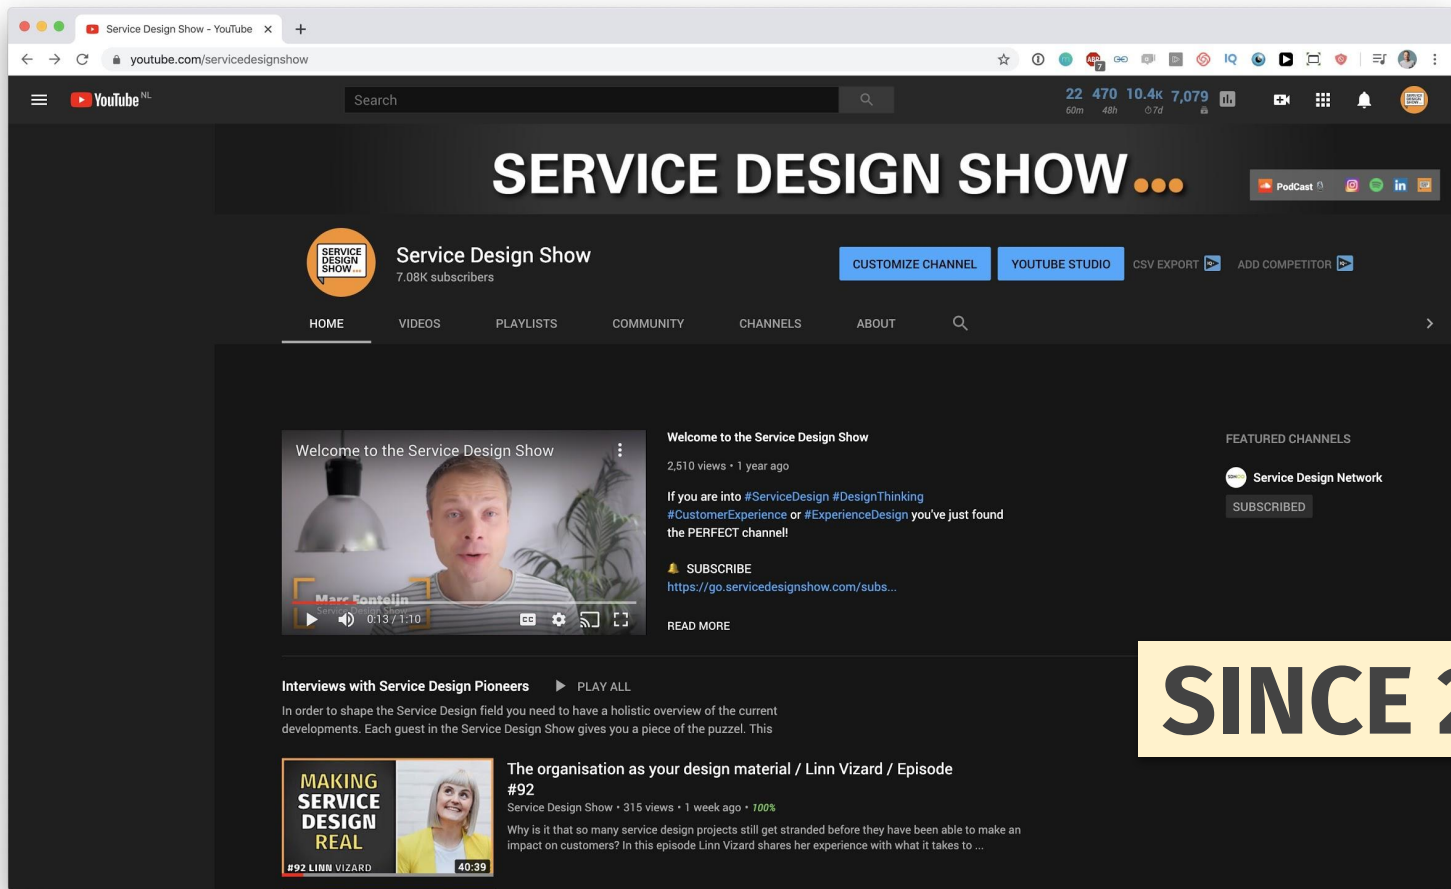 Service Design Show - YouTube
youtube.com/servicedesignshow
ABP
7
IQ
YouTube NL
Search
22 470 10.4K 7,079
60m 48h 7d
SERVICE DESIGN SHOW...
PodCast
in
SERVICE
DESIGN
SHOW...
Service Design Show
7.08K subscribers
CUSTOMIZE CHANNEL
YOUTUBE STUDIO
CSV EXPORT
ADD COMPETITOR
HOME VIDEOS PLAYLISTS COMMUNITY CHANNELS ABOUT
Welcome to the Service Design Show
Marc Fonteijn
Service Design Show
0:13 / 1:10
CC
Welcome to the Service Design Show
2,510 views • 1 year ago
If you are into #ServiceDesign #DesignThinking
#CustomerExperience or #ExperienceDesign you've just found
the PERFECT channel!
SUBSCRIBE
https://go.servicedesignshow.com/subs...
READ MORE
FEATURED CHANNELS
Service Design Network
SUBSCRIBED
SINCE 2
Interviews with Service Design Pioneers PLAY ALL
In order to shape the Service Design field you need to have a holistic overview of the current
developments. Each guest in the Service Design Show gives you a piece of the puzzel. This
MAKING
SERVICE
DESIGN
REAL
#92 LINN VIZARD
40:39
The organisation as your design material / Linn Vizard / Episode
#92
Service Design Show • 315 views • 1 week ago • 100%
Why is it that so many service design projects still get stranded before they have been able to make an
impact on customers? In this episode Linn Vizard shares her experience with what it takes to ...